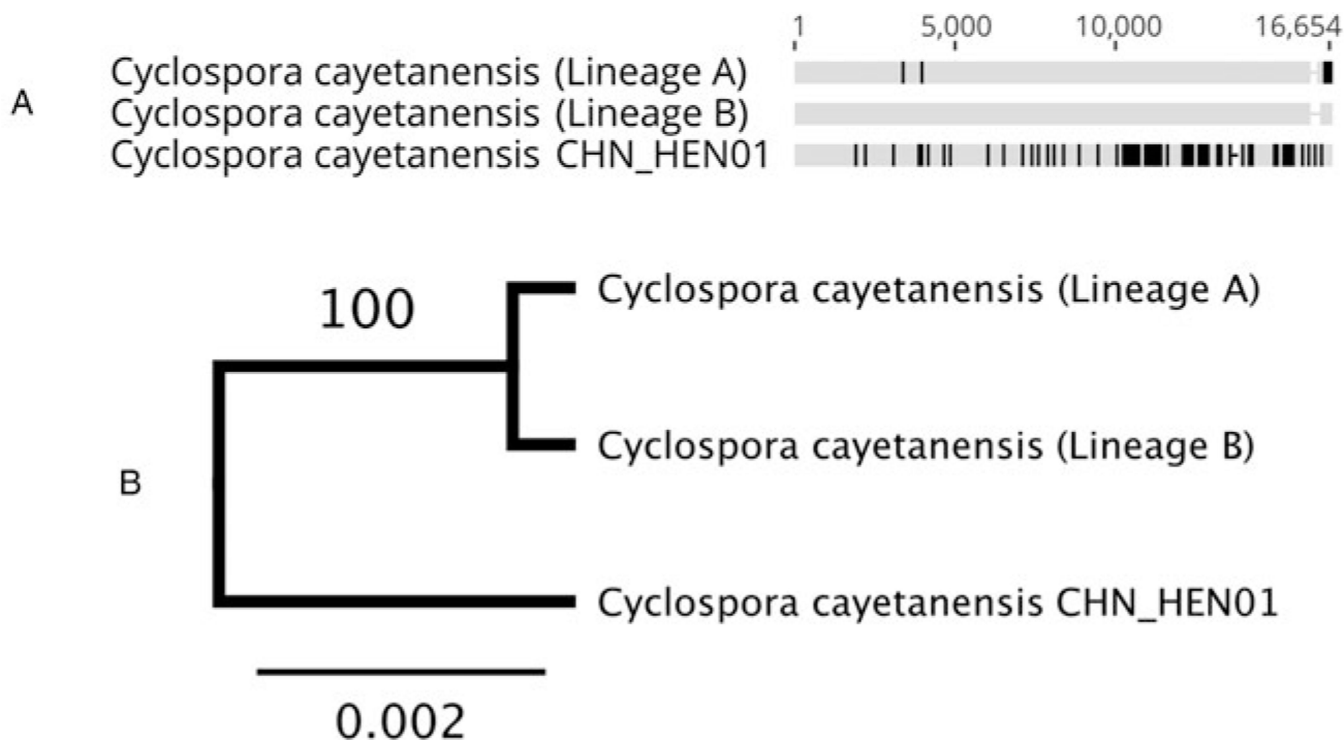 1 5,000 10,000 16,654
Cyclospora cayetanensis (Lineage A)
A
Cyclospora cayetanensis (Lineage B)
Cyclospora cayetanensis CHN_HEN01
100
Cyclospora cayetanensis (Lineage A)
Cyclospora cayetanensis (Lineage B)
B
Cyclospora cayetanensis CHN_HEN01
0.002